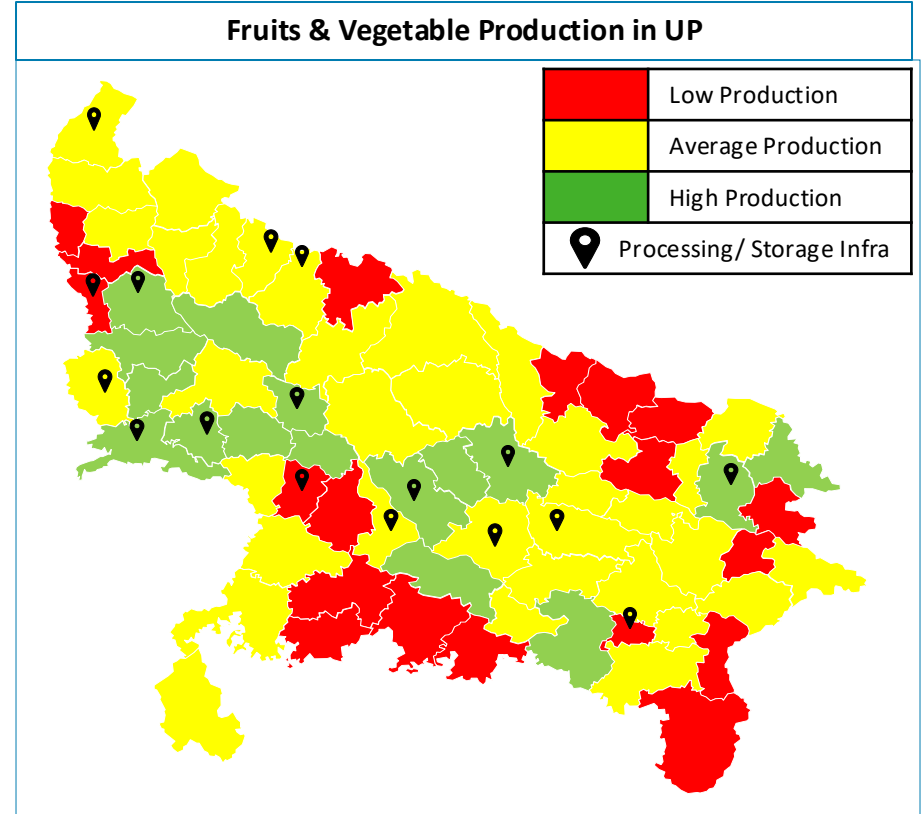 Fruits & Vegetable Production in UP
Low Production
Average Production
High Production
Processing/ Storage Infra